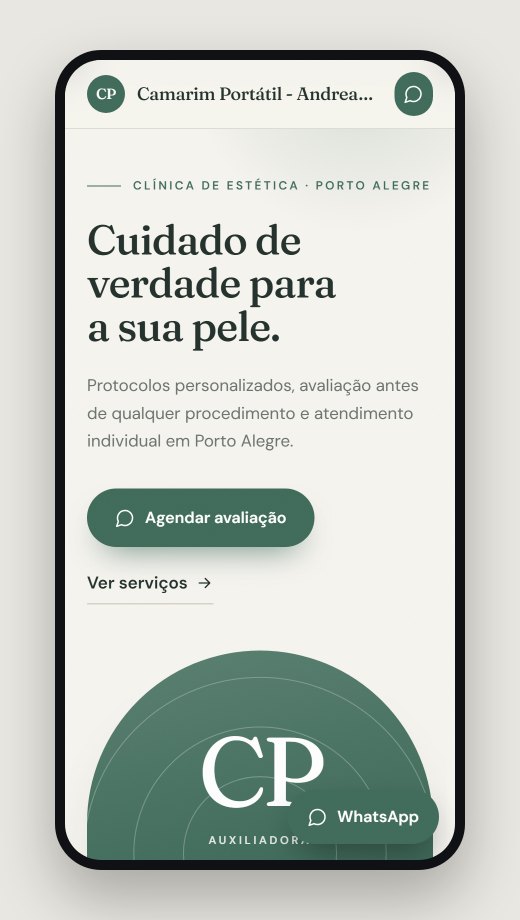 CP Camarim Portátil - Andrea...
CLÍNICA DE ESTÉTICA · PORTO ALEGRE
Cuidado de
verdade para
a sua pele.
Protocolos personalizados, avaliação antes
de qualquer procedimento e atendimento
individual em Porto Alegre.
Agendar avaliação
Ver serviços →
CP
WhatsApp
AUXILIADORA